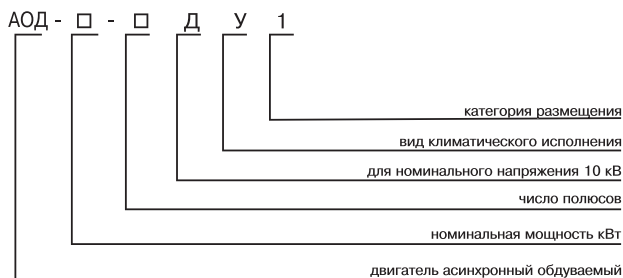 АОД - □ - □ Д У 1
категория размещения
вид климатического исполнения
для номинального напряжения 10 кВ
число полюсов
номинальная мощность кВт
двигатель асинхронный обдуваемый